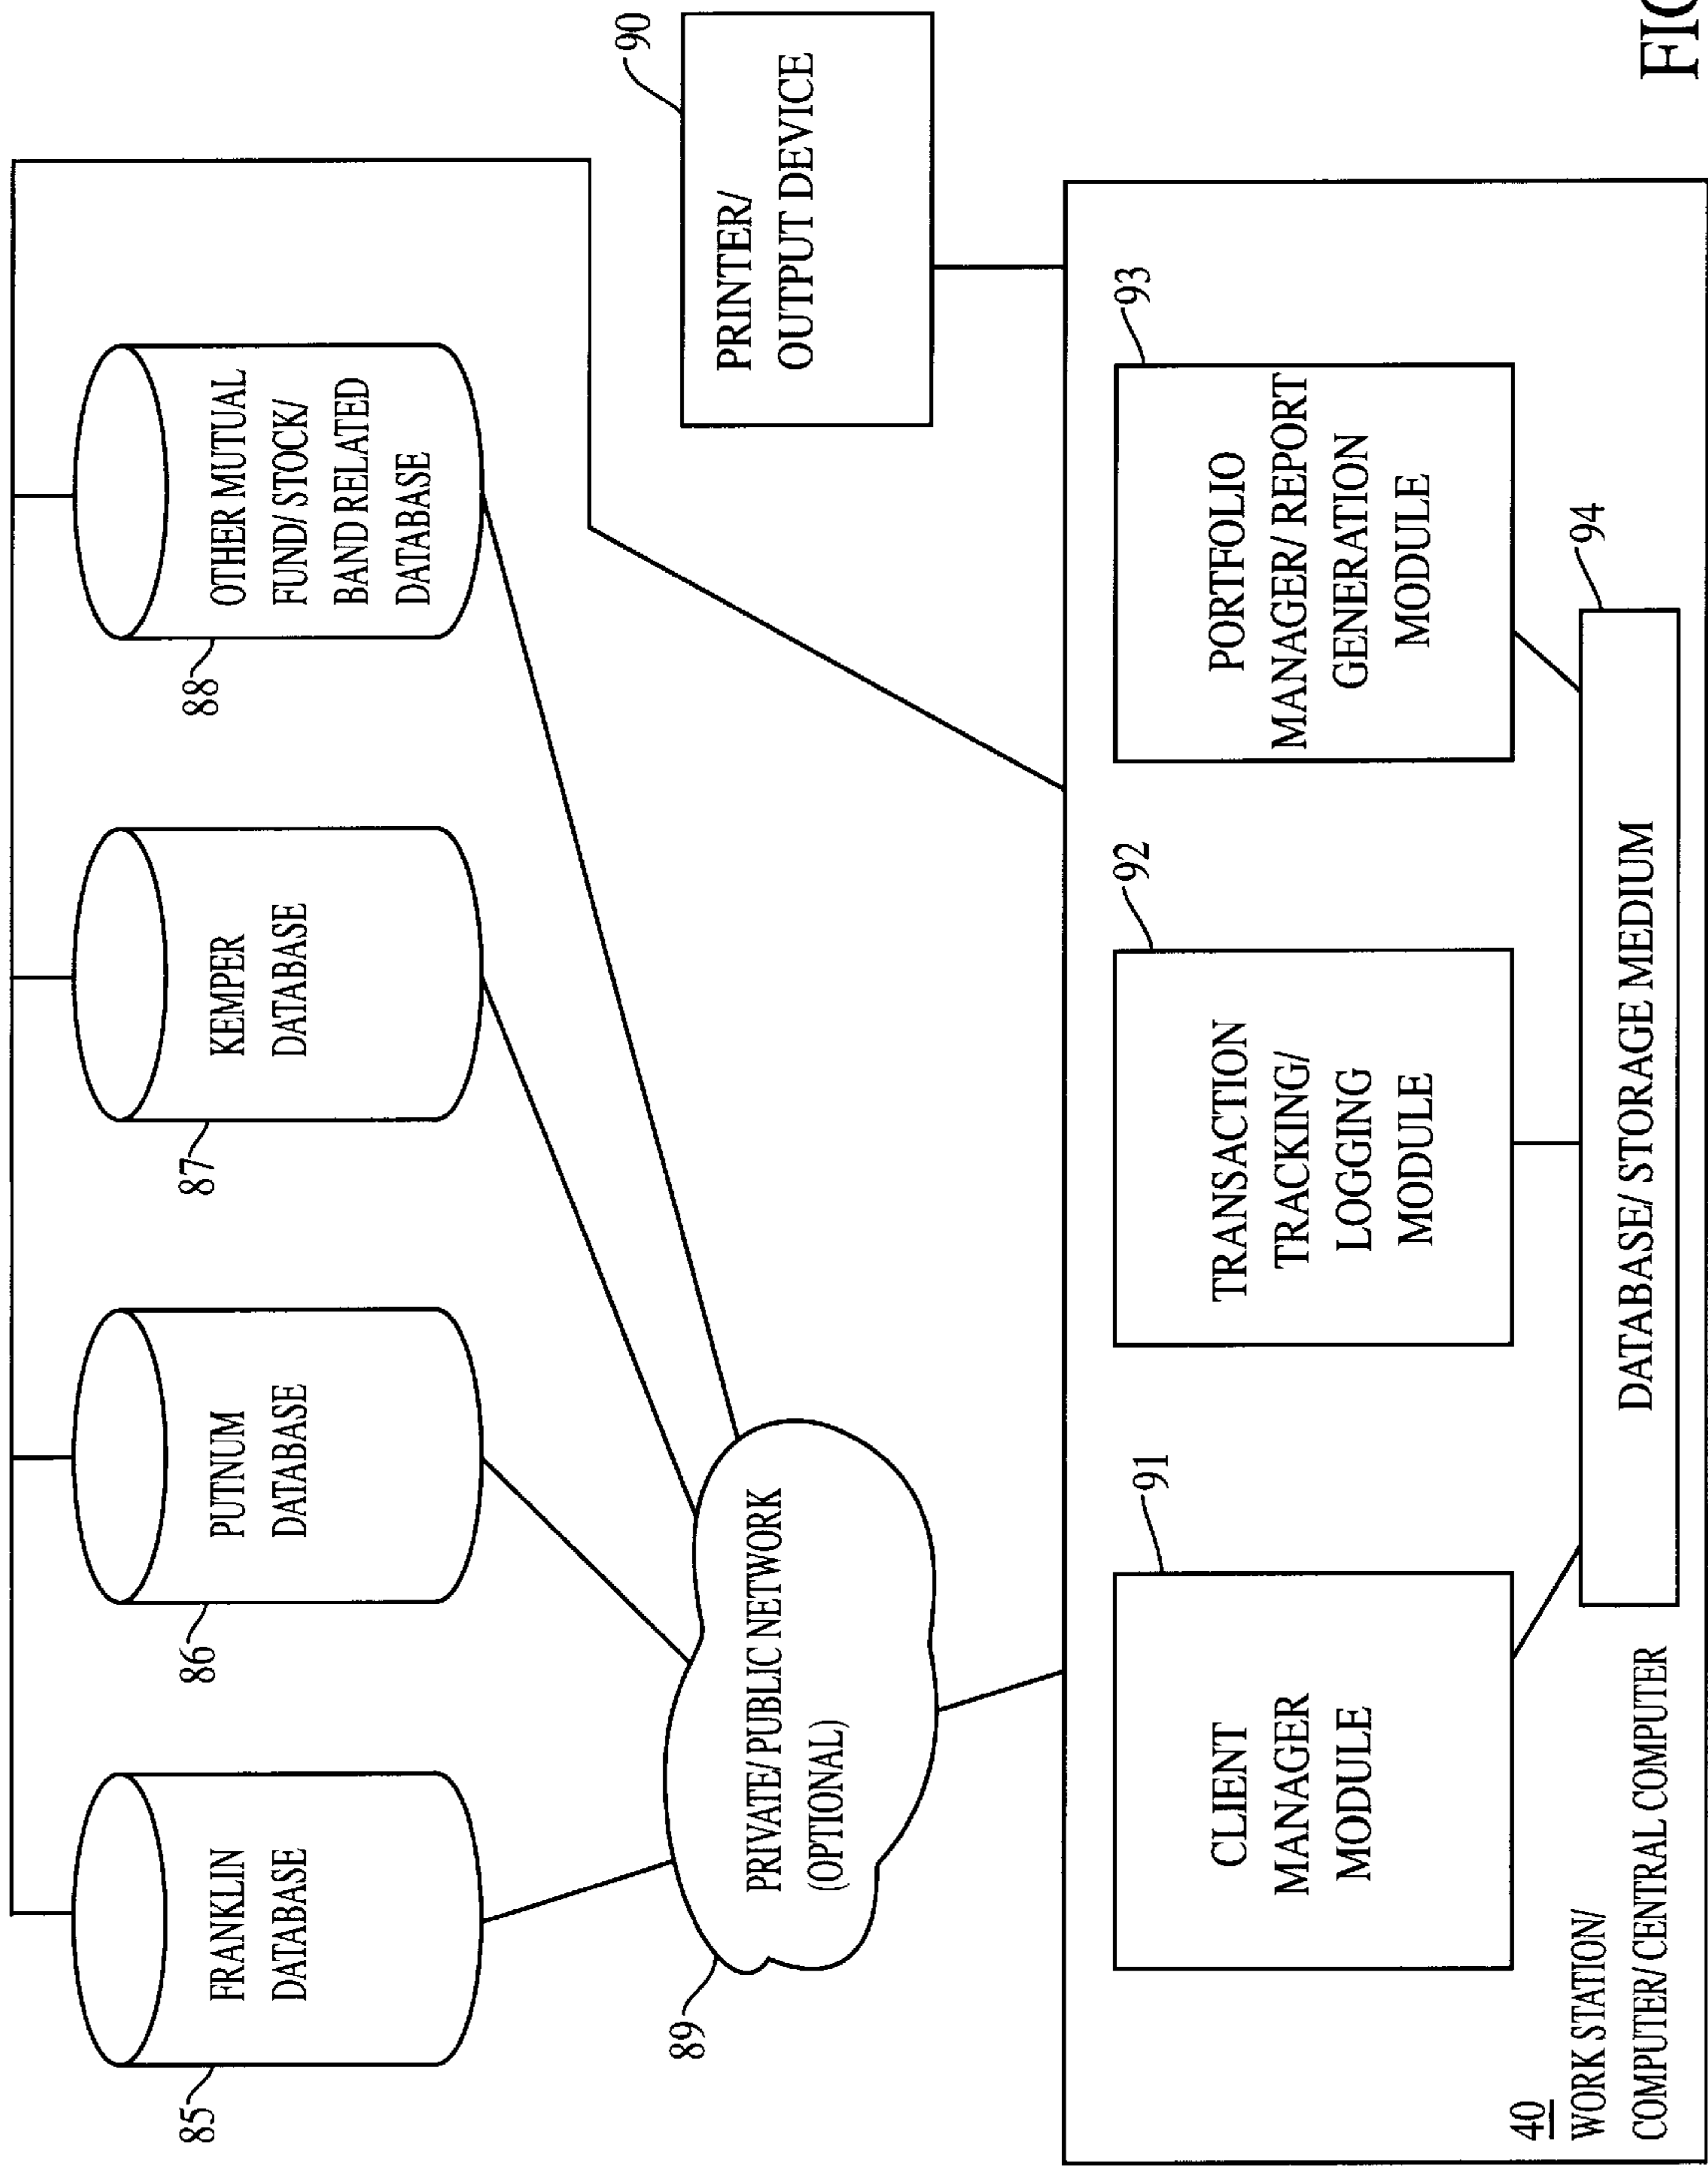 85
FRANKLIN
DATABASE
86
PUTNUM
DATABASE
87
KEMPER
DATABASE
88
OTHER MUTUAL
FUND/ STOCK/
BAND RELATED
DATABASE
89
PRIVATE/ PUBLIC NETWORK
(OPTIONAL)
90
PRINTER/
OUTPUT DEVICE
91
CLIENT
MANAGER
MODULE
92
TRANSACTION
TRACKING/
LOGGING
MODULE
93
PORTFOLIO
MANAGER/ REPORT
GENERATION
MODULE
94
DATABASE/ STORAGE MEDIUM
40
WORK STATION/
COMPUTER/ CENTRAL COMPUTER